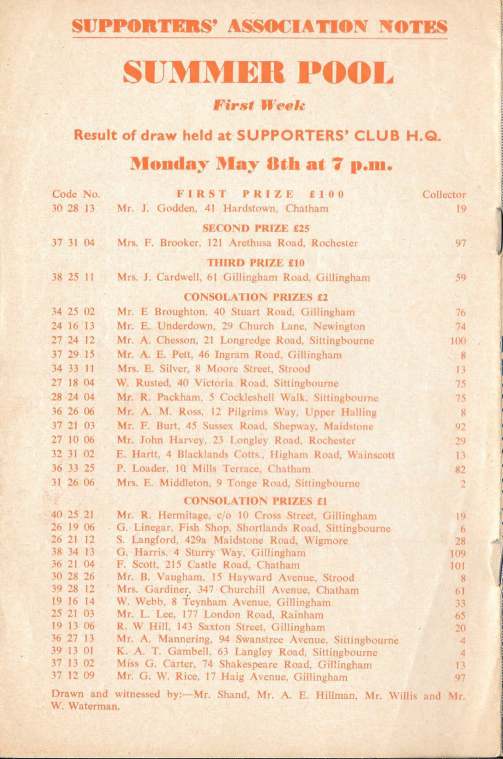 SUPPORTERS' ASSOCIATION NOTES
SUMMER POOL
First Week
Result of draw held at SUPPORTERS' CLUB H.Q.
Monday May 8th at 7 p.m.
Code No. FIRST PRIZE £100 Collector
30 28 13 Mr. J. Godden, 41 Hardstown, Chatham 19
SECOND PRIZE £25
37 31 04 Mrs. F. Brooker, 121 Arethusa Road, Rochester 97
THIRD PRIZE £10
38 25 11 Mrs. J. Cardwell, 61 Gillingham Road, Gillingham 59
CONSOLATION PRIZES £2
34 25 02 Mr. E Broughton, 40 Stuart Road, Gillingham 76
24 16 13 Mr. E. Underdown, 29 Church Lane, Newington 74
27 24 12 Mr. A. Chesson, 21 Longredge Road, Sittingbourne 100
37 29 15 Mr. A. E. Pett, 46 Ingram Road, Gillingham 8
34 33 11 Mrs. E. Silver, 8 Moore Street, Strood 13
27 18 04 W. Rusted, 40 Victoria Road, Sittingbourne 75
28 24 04 Mr. R. Packham, 5 Cockleshell Walk, Sittingbourne 75
36 26 06 Mr. A. M. Ross, 12 Pilgrims Way, Upper Halling 8
37 21 03 Mr. F. Burt, 45 Sussex Road, Shepway, Maidstone 92
27 10 06 Mr. John Harvey, 23 Longley Road, Rochester 29
32 31 02 E. Hartt, 4 Blacklands Cotts., Higham Road, Wainscott 13
36 33 25 P. Loader, 10 Mills Terrace, Chatham 82
31 26 06 Mrs. E. Middleton, 9 Tonge Road, Sittingbourne 2
CONSOLATION PRIZES £1
40 25 21 Mr. R. Hermitage, c/o 10 Cross Street, Gillingham 19
26 19 06 G. Linegar, Fish Shop, Shortlands Road, Sittingbourne 6
26 21 12 S. Langford, 429a Maidstone Road, Wigmore 28
38 34 13 G. Harris, 4 Sturry Way, Gillingham 109
36 21 04 F. Scott, 215 Castle Road, Chatham 101
30 28 26 Mr. B. Vaugham, 15 Hayward Avenue, Strood 8
39 28 12 Mrs. Gardiner, 347 Churchill Avenue, Chatham 61
19 16 14 W. Webb, 8 Teynham Avenue, Gillingham 33
25 21 03 Mr. L. Lee, 177 London Road, Rainham 65
19 13 06 R. W Hill, 143 Saxton Street, Gillingham 20
36 27 13 Mr. A. Mannering, 94 Swanstree Avenue, Sittingbourne 4
39 13 01 K. A. T. Gambell, 63 Langley Road, Sittingbourne 4
37 13 02 Miss G. Carter, 74 Shakespeare Road, Gillingham 13
37 12 09 Mr. G. W. Rice, 17 Haig Avenue, Gillingham 97
Drawn and witnessed by:—Mr. Shand, Mr. A. E. Hillman, Mr. Willis and Mr.
W. Waterman.